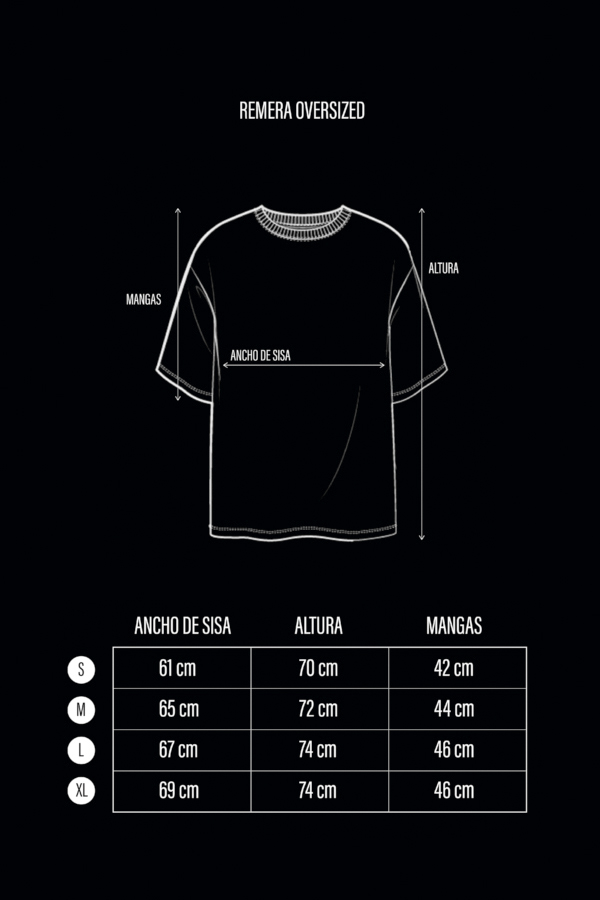 REMERA OVERSIZED
ALTURA
MANGAS
ANCHO DE SISA
ANCHO DE SISA ALTURA MANGAS
S 61 cm 70 cm 42 cm
M 65 cm 72 cm 44 cm
L 67 cm 74 cm 46 cm
XL 69 cm 74 cm 46 cm